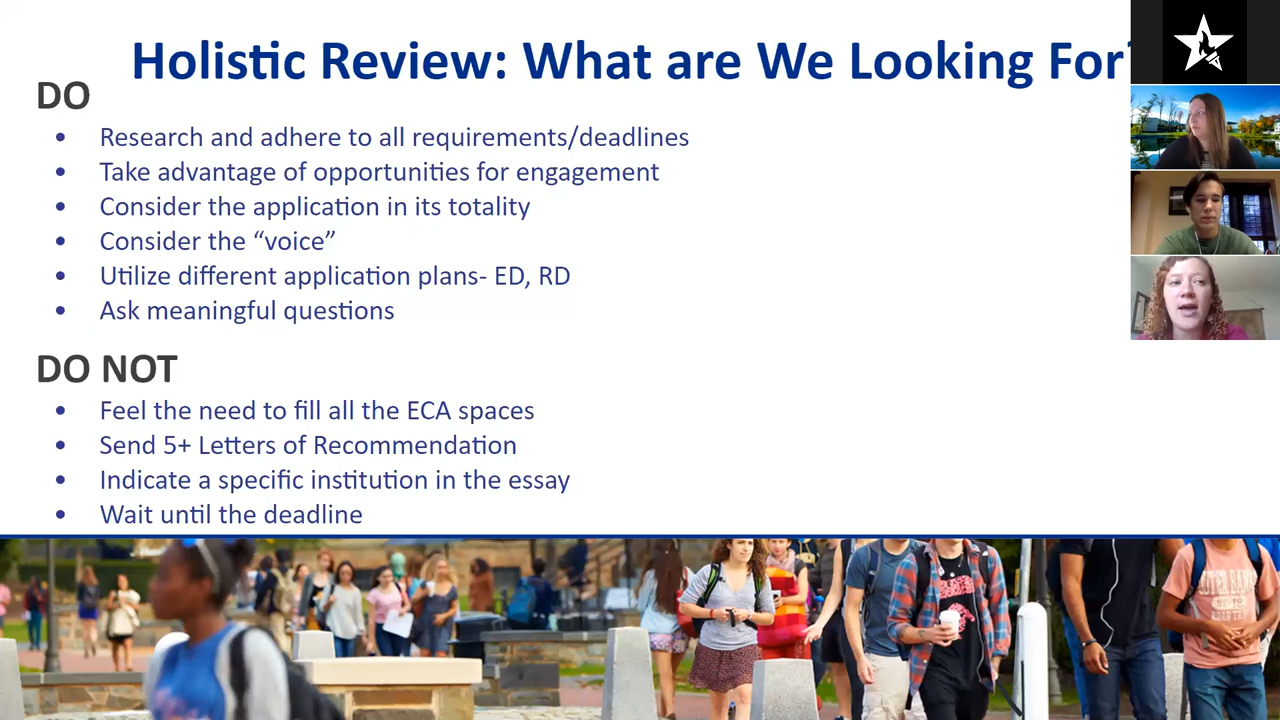 Holistic Review: What are We Looking For?
DO
• Research and adhere to all requirements/deadlines
• Take advantage of opportunities for engagement
• Consider the application in its totality
• Consider the “voice”
• Utilize different application plans- ED, RD
• Ask meaningful questions
DO NOT
• Feel the need to fill all the ECA spaces
• Send 5+ Letters of Recommendation
• Indicate a specific institution in the essay
• Wait until the deadline